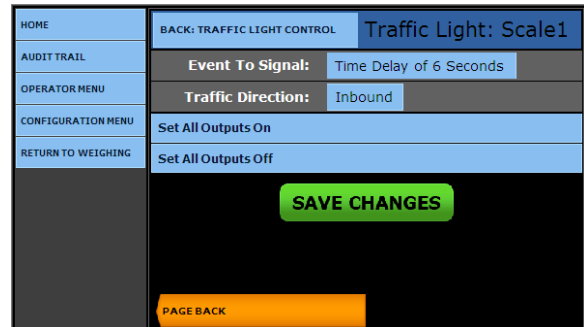 HOME
AUDIT TRAIL
OPERATOR MENU
CONFIGURATION MENU
RETURN TO WEIGHING
BACK: TRAFFIC LIGHT CONTROL
Traffic Light: Scale1
Event To Signal: Time Delay of 6 Seconds
Traffic Direction: Inbound
Set All Outputs On
Set All Outputs Off
SAVE CHANGES
PAGE BACK